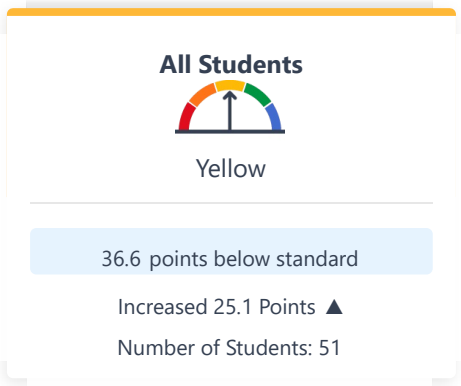 All Students
Yellow
36.6 points below standard
Increased 25.1 Points ▲
Number of Students: 51